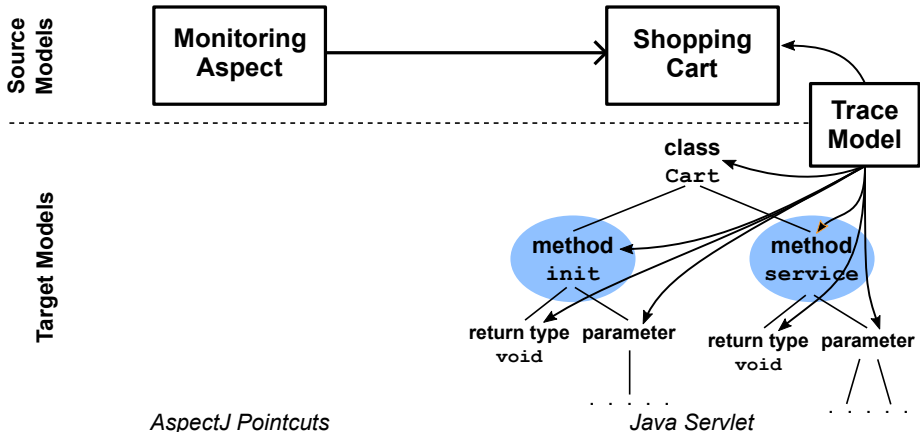 Source
Models
Monitoring
Aspect
Shopping
Cart
Trace
Model
Target Models
class
Cart
method
init
method
service
return type
void
parameter
return type
void
parameter
. . . . .
. . . . .
AspectJ Pointcuts
Java Servlet